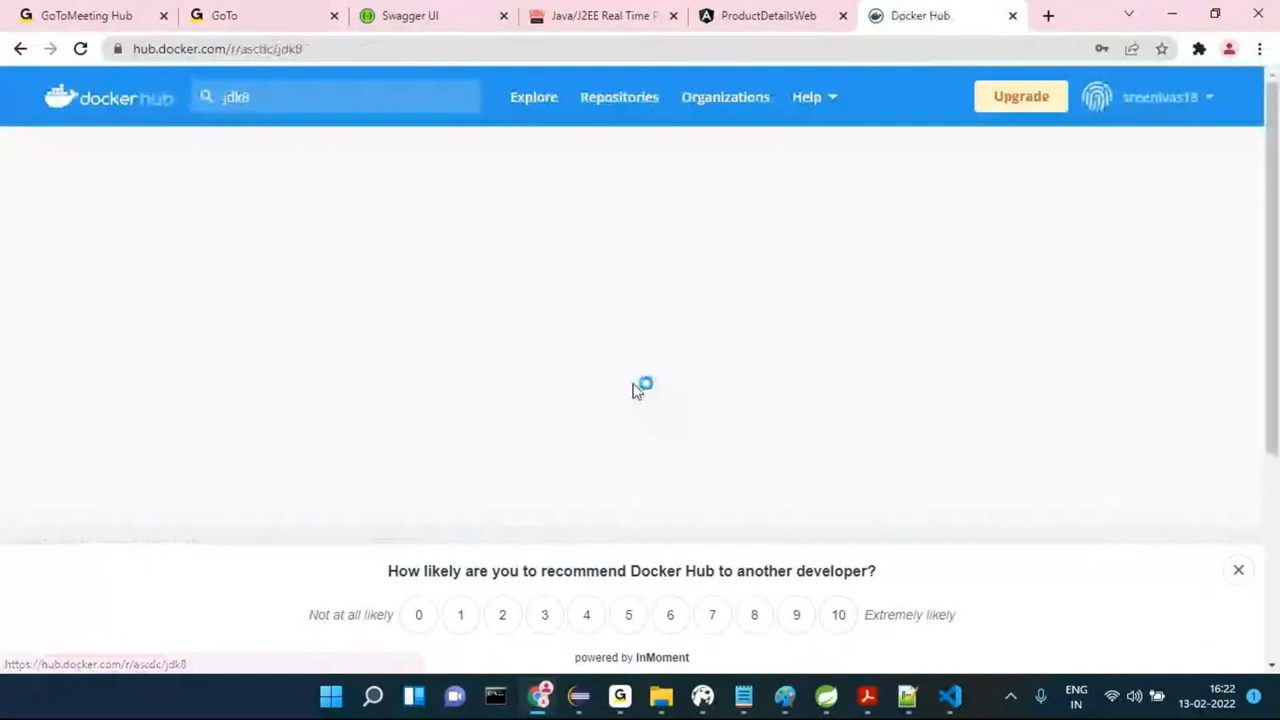 GoToMeeting Hub
GoTo
Swagger UI
Java/J2EE Real Time P
ProductDetailsWeb
Docker Hub
hub.docker.com/r/ascdc/jdk8
docker hub
jdk8
Explore
Repositories
Organizations
Help
Upgrade
sreenivas18
How likely are you to recommend Docker Hub to another developer?
Not at all likely 0 1 2 3 4 5 6 7 8 9 10 Extremely likely
powered by InMoment
https://hub.docker.com/r/ascdc/jdk8
ENG
IN
16:22
13-02-2022
1